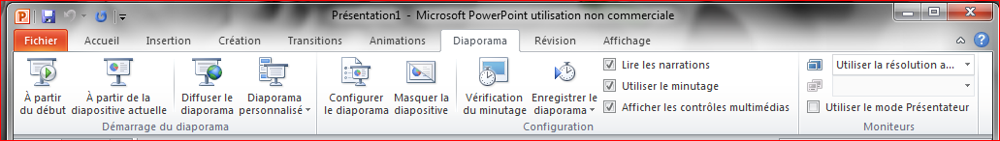 Présentation1 - Microsoft PowerPoint utilisation non commerciale
Fichier Accueil Insertion Création Transitions Animations Diaporama Révision Affichage
À partir du début
À partir de la diapositive actuelle
Diffuser le diaporama
Diaporama personnalisé
Démarrage du diaporama
Configurer le diaporama
Masquer la diapositive
Vérification du minutage
Enregistrer le diaporama
Lire les narrations
Utiliser le minutage
Afficher les contrôles multimédias
Configuration
Utiliser la résolution a...
Utiliser le mode Présentateur
Moniteurs